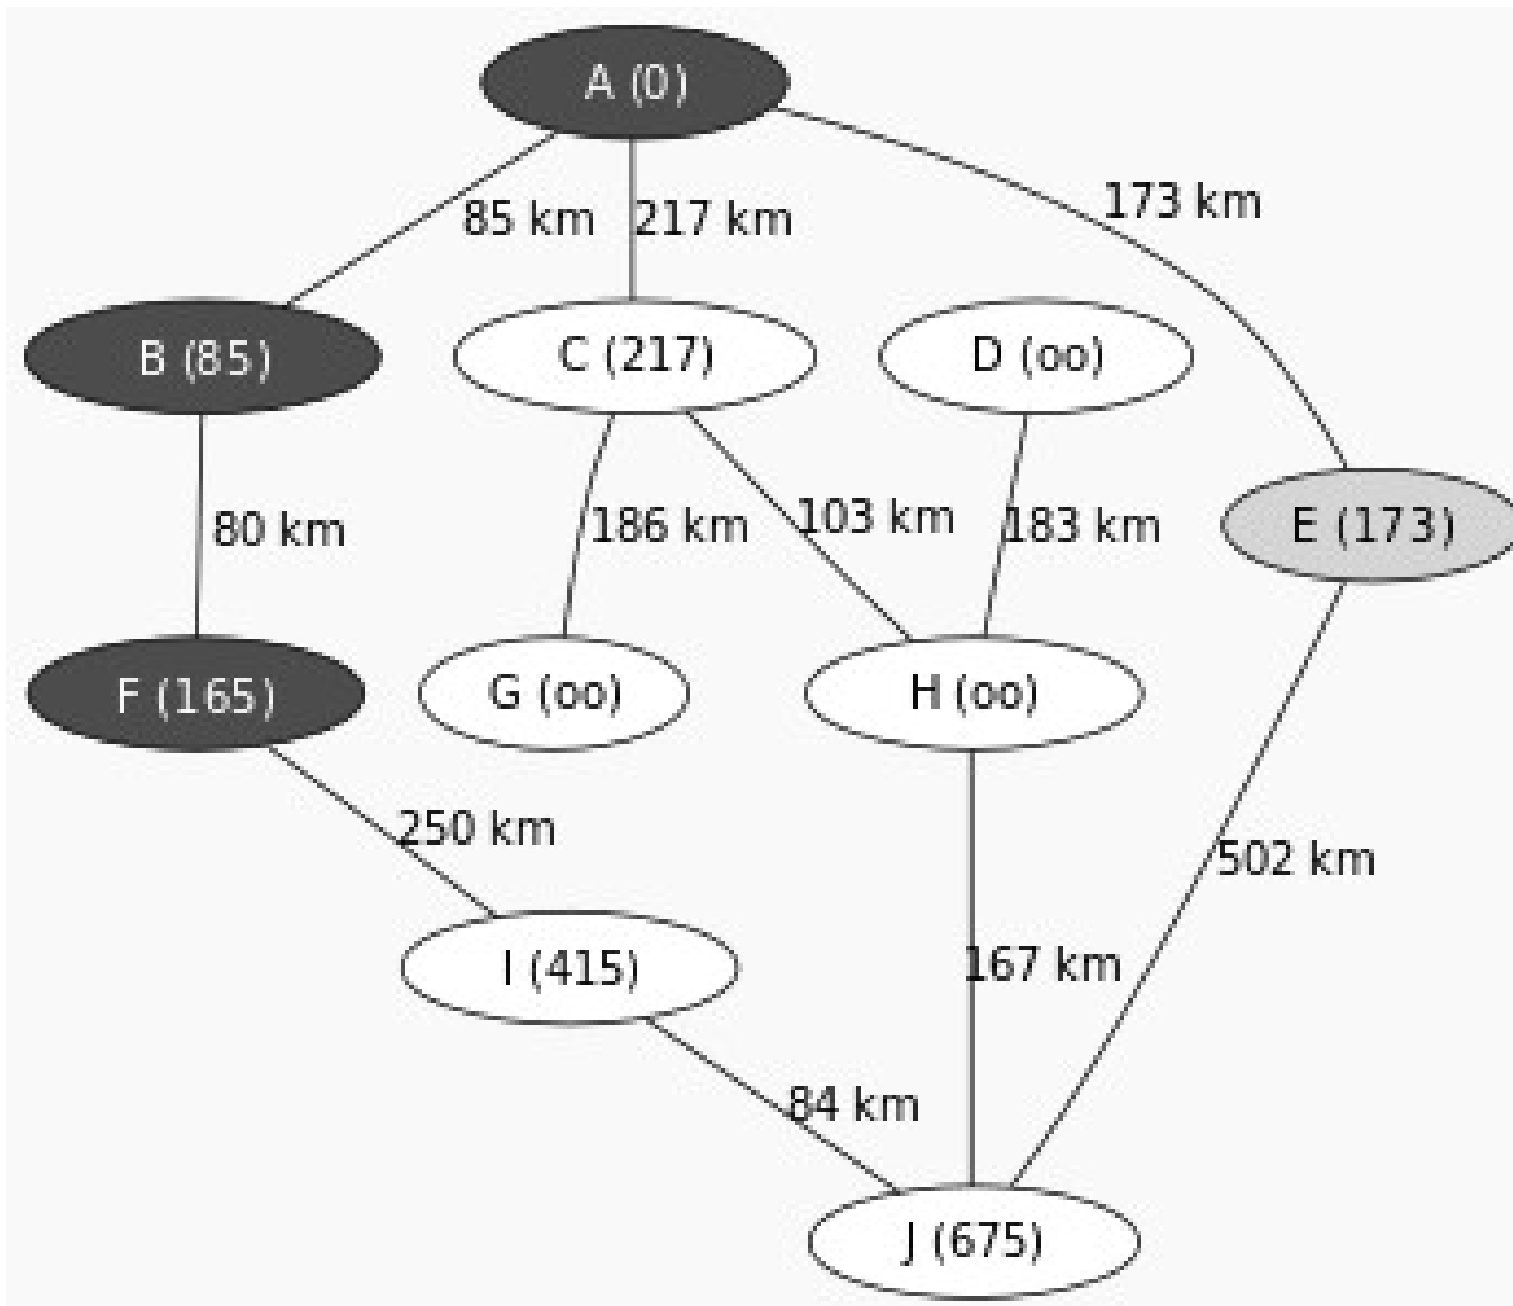 A (0)
85 km
217 km
173 km
B (85)
C (217)
D (oo)
80 km
186 km
103 km
183 km
E (173)
F (165)
G (oo)
H (oo)
250 km
502 km
I (415)
167 km
84 km
J (675)